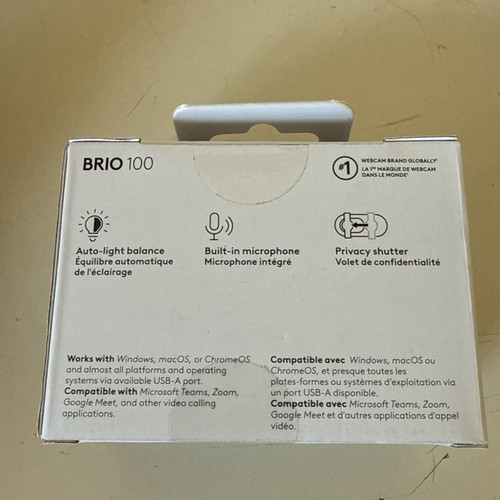 BRIO 100
#1
WEBCAM BRAND GLOBALLY¹
LA 1ʳᵉ MARQUE DE WEBCAM
DANS LE MONDE¹
Auto-light balance
Équilibre automatique
de l'éclairage
Built-in microphone
Microphone intégré
Privacy shutter
Volet de confidentialité
Works with Windows, macOS, or ChromeOS
and almost all platforms and operating
systems via available USB-A port.
Compatible with Microsoft Teams, Zoom,
Google Meet, and other video calling
applications.
Compatible avec Windows, macOS ou
ChromeOS, et presque toutes les
plates-formes ou systèmes d'exploitation via
un port USB-A disponible.
Compatible avec Microsoft Teams, Zoom,
Google Meet et d'autres applications d'appel
vidéo.